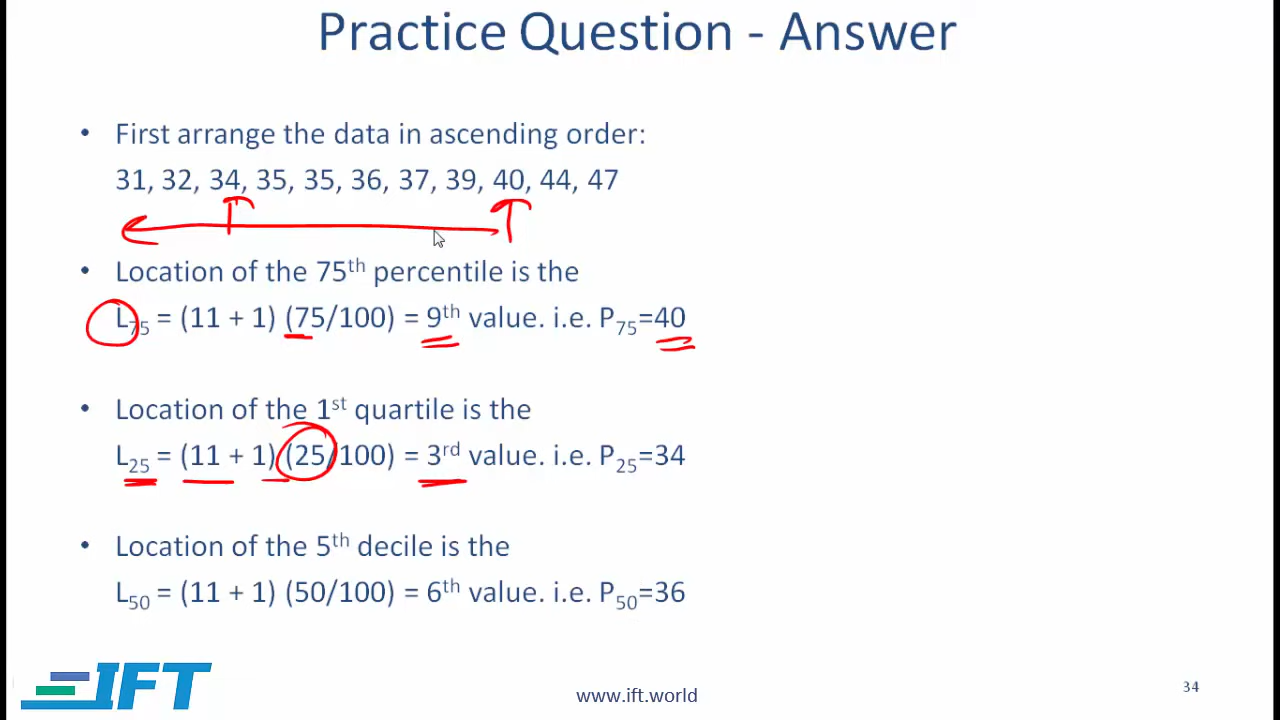 Practice Question - Answer
• First arrange the data in ascending order:
31, 32, 34, 35, 35, 36, 37, 39, 40, 44, 47
• Location of the 75th percentile is the
L75 = (11 + 1) (75/100) = 9th value. i.e. P75=40
• Location of the 1st quartile is the
L25 = (11 + 1) (25/100) = 3rd value. i.e. P25=34
• Location of the 5th decile is the
L50 = (11 + 1) (50/100) = 6th value. i.e. P50=36
IFT
www.ift.world
34